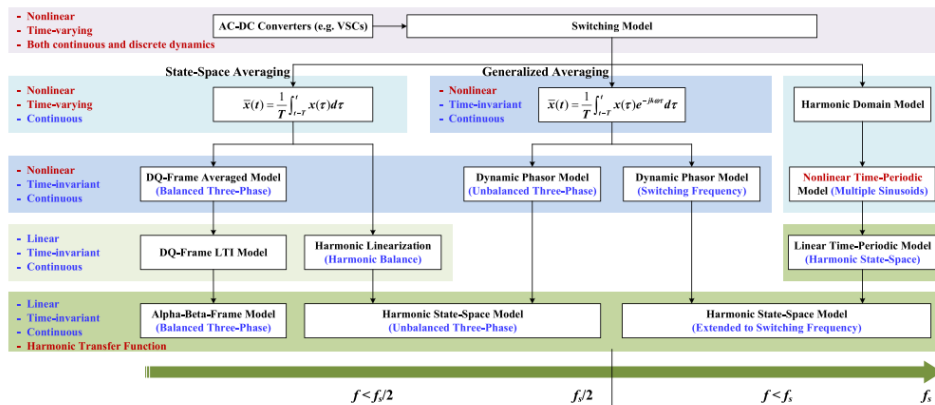 - Nonlinear
- Time-varying
- Both continuous and discrete dynamics
AC-DC Converters (e.g. VSCs)
Switching Model
State-Space Averaging
Generalized Averaging
- Nonlinear
- Time-varying
- Continuous
x̄(t) = 1/T ∫_{t-T}^{t} x(τ)dτ
- Nonlinear
- Time-invariant
- Continuous
x̄(t) = 1/T ∫_{t-T}^{t} x(τ)e^{-jkωτ}dτ
Harmonic Domain Model
- Nonlinear
- Time-invariant
- Continuous
DQ-Frame Averaged Model
(Balanced Three-Phase)
Dynamic Phasor Model
(Unbalanced Three-Phase)
Dynamic Phasor Model
(Switching Frequency)
Nonlinear Time-Periodic
Model (Multiple Sinusoids)
- Linear
- Time-invariant
- Continuous
DQ-Frame LTI Model
Harmonic Linearization
(Harmonic Balance)
Linear Time-Periodic Model
(Harmonic State-Space)
- Linear
- Time-invariant
- Continuous
- Harmonic Transfer Function
Alpha-Beta-Frame Model
(Balanced Three-Phase)
Harmonic State-Space Model
(Unbalanced Three-Phase)
Harmonic State-Space Model
(Extended to Switching Frequency)
f < f_s/2
f_s/2
f < f_s
f_s